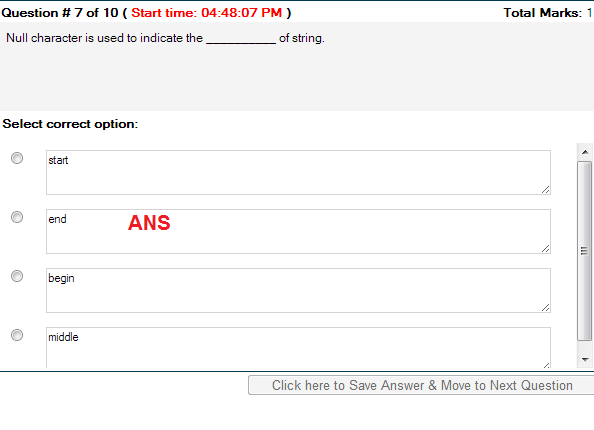 Question # 7 of 10 ( Start time: 04:48:07 PM ) Total Marks: 1
Null character is used to indicate the __________ of string.
Select correct option:
start
end ANS
begin
middle
Click here to Save Answer & Move to Next Question